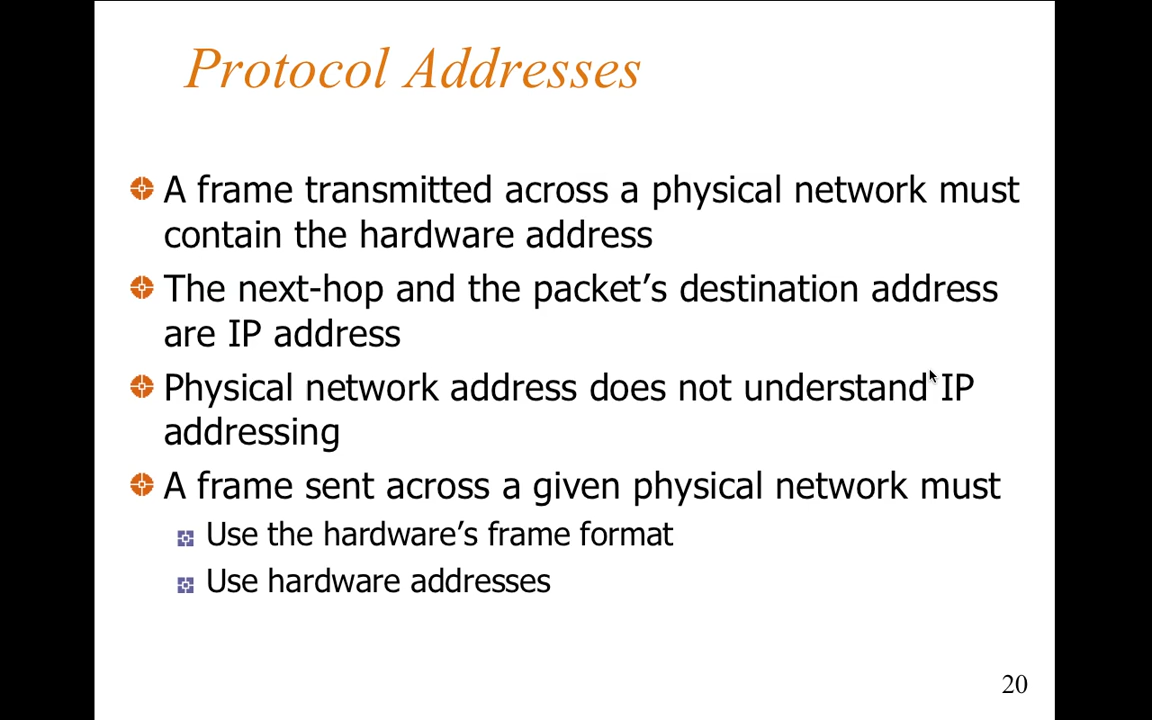 Protocol Addresses
A frame transmitted across a physical network must
contain the hardware address
The next-hop and the packet’s destination address
are IP address
Physical network address does not understand IP
addressing
A frame sent across a given physical network must
Use the hardware’s frame format
Use hardware addresses
20